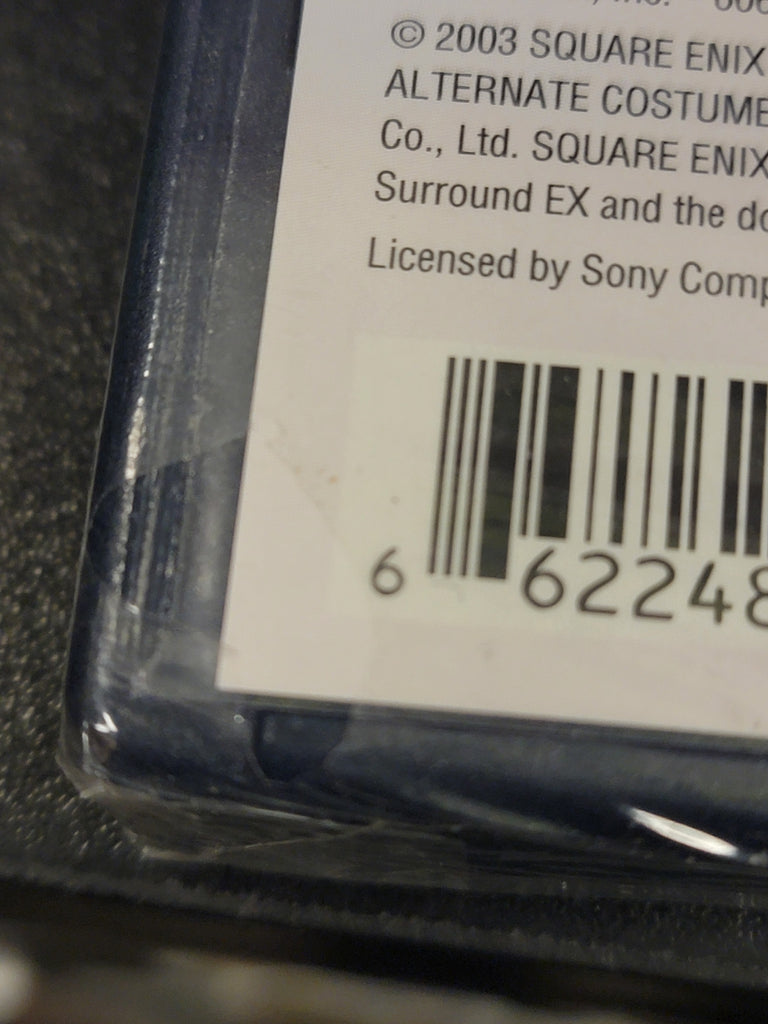 © 2003 SQUARE ENIX
ALTERNATE COSTUME
Co., Ltd. SQUARE ENIX
Surround EX and the
Licensed by Sony
6 62248